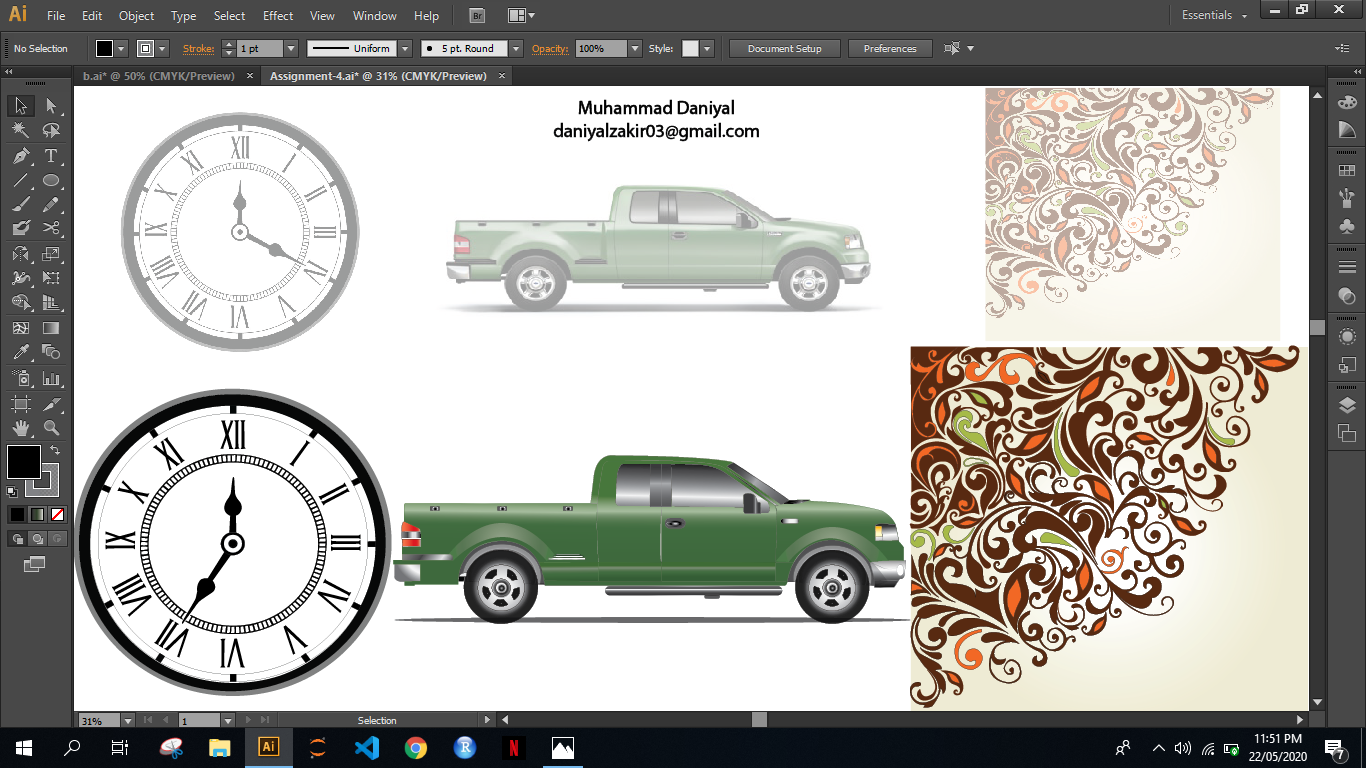 Ai File Edit Object Type Select Effect View Window Help Br Essentials
No Selection Stroke: 1 pt Uniform 5 pt. Round Opacity: 100% Style: Document Setup Preferences
b.ai* @ 50% (CMYK/Preview) × Assignment-4.ai* @ 31% (CMYK/Preview) ×
Muhammad Daniyal
daniyalzakir03@gmail.com
XII I II III IIII V VI VII VIII IX X XI
XII I II III IIII V VI VII VIII IX X XI
31% 1 Selection
Ai R N 11:51 PM
22/05/2020 7